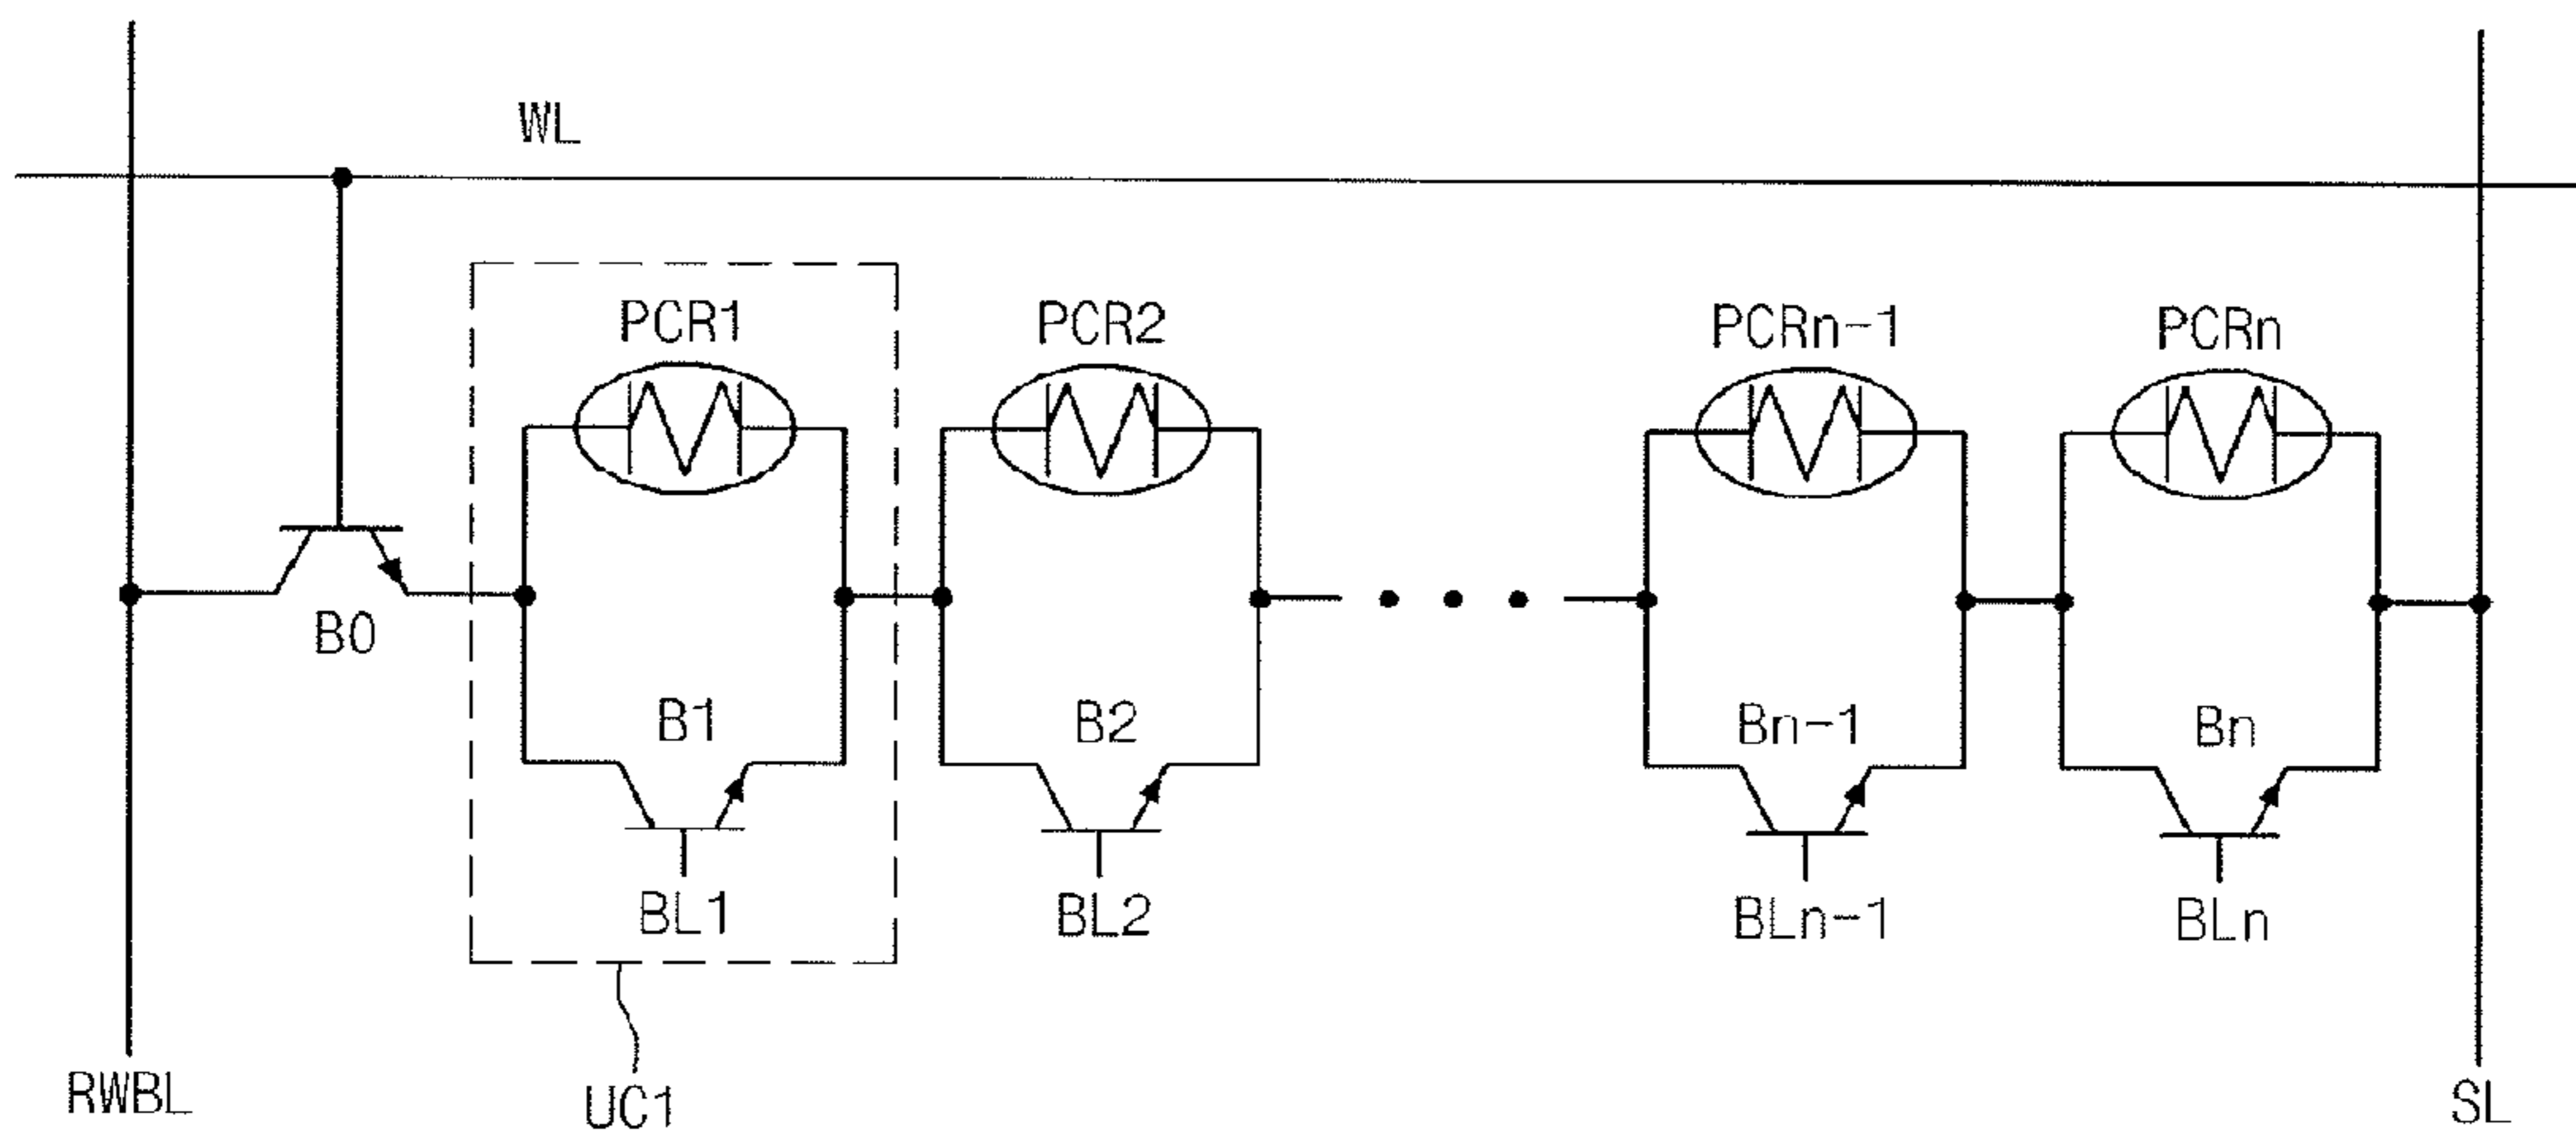 WL
PCR1 PCR2 PCRn-1 PCRn
B0
B1 B2 Bn-1 Bn
BL1 BL2 BLn-1 BLn
RWBL UC1 SL